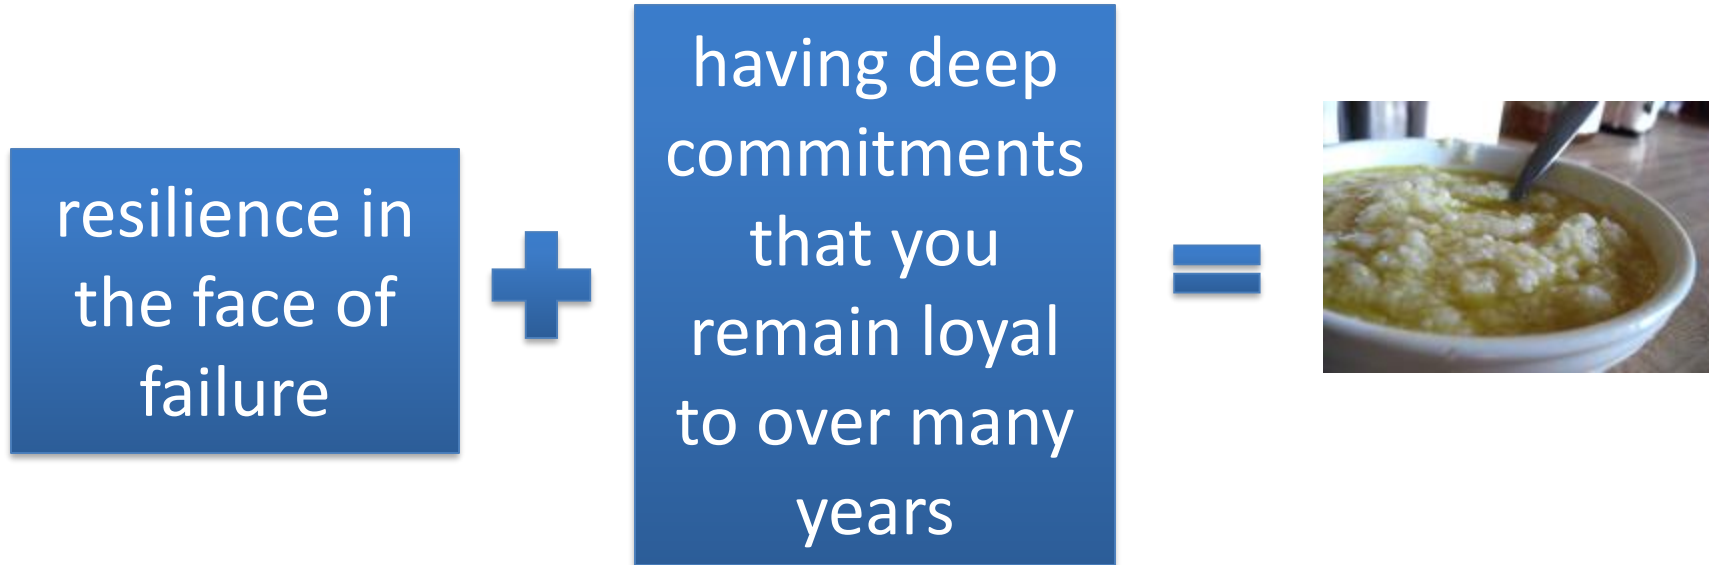 resilience in
the face of
failure
having deep
commitments
that you
remain loyal
to over many
years